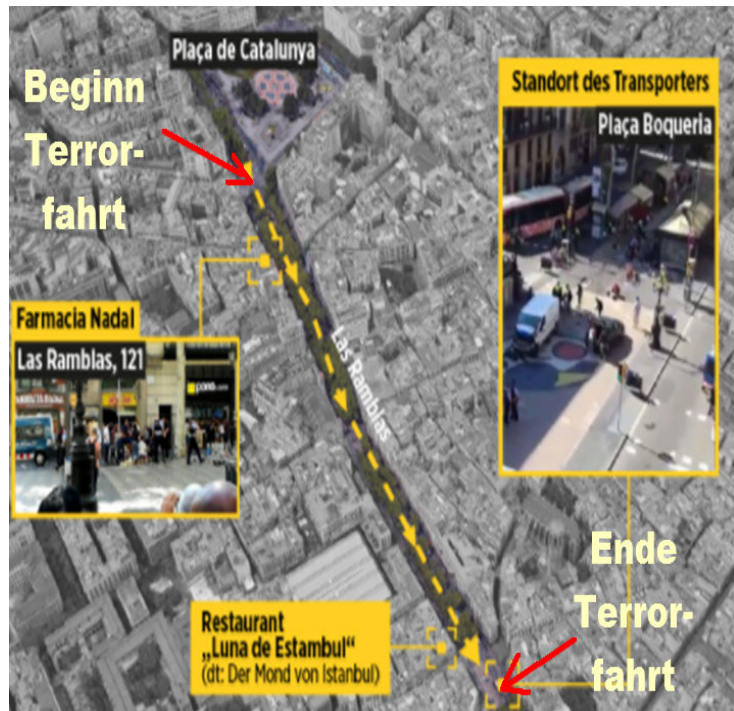 Plaça de Catalunya
Beginn
Terror-
fahrt
Standort des Transporters
Plaça Boqueria
Farmacia Nadal
Las Ramblas, 121
Las Ramblas
Ende
Terror-
fahrt
Restaurant
„Luna de Estambul“
(dt: Der Mond von Istanbul)